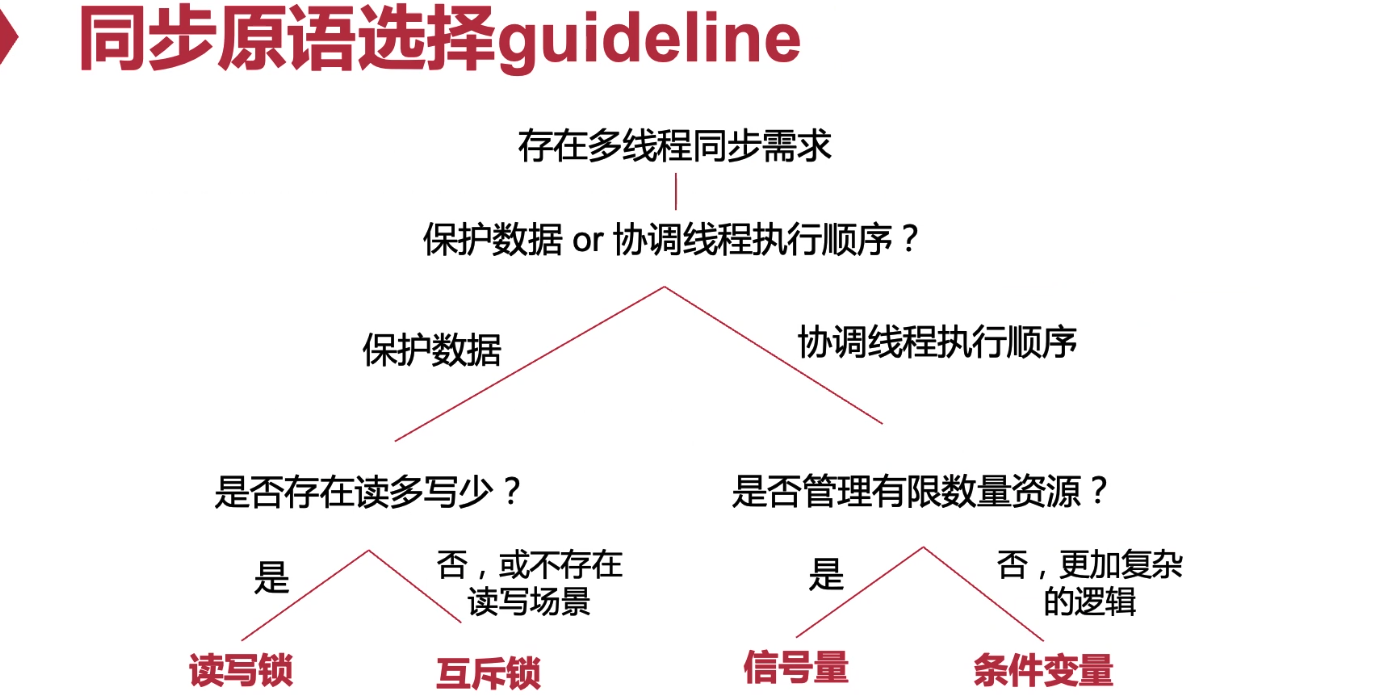 同步原语选择guideline
存在多线程同步需求
保护数据 or 协调线程执行顺序？
保护数据
协调线程执行顺序
是否存在读多写少？
是否管理有限数量资源？
是
否，或不存在
读写场景
是
否，更加复杂
的逻辑
读写锁
互斥锁
信号量
条件变量